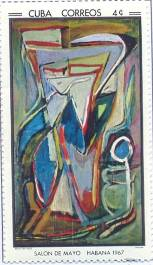 CUBA CORREOS 4¢
SALON DE MAYO HABANA 1967